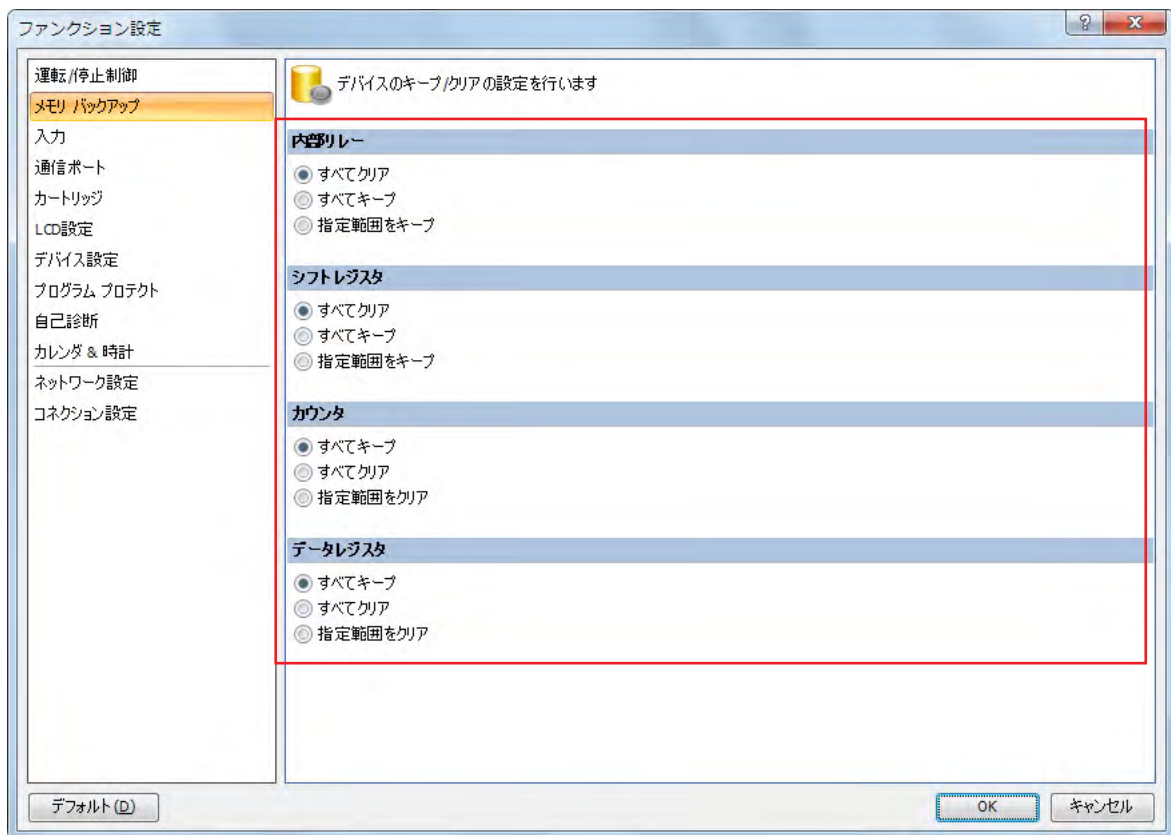 ファンクション設定
運転/停止制御
メモリ バックアップ
入力
通信ポート
カートリッジ
LCD設定
デバイス設定
プログラム プロテクト
自己診断
カレンダ & 時計
ネットワーク設定
コネクション設定
デバイスのキープ/クリアの設定を行います
内部リレー
すべてクリア
すべてキープ
指定範囲をキープ
シフトレジスタ
すべてクリア
すべてキープ
指定範囲をキープ
カウンタ
すべてキープ
すべてクリア
指定範囲をクリア
データレジスタ
すべてキープ
すべてクリア
指定範囲をクリア
デフォルト(D)
OK
キャンセル